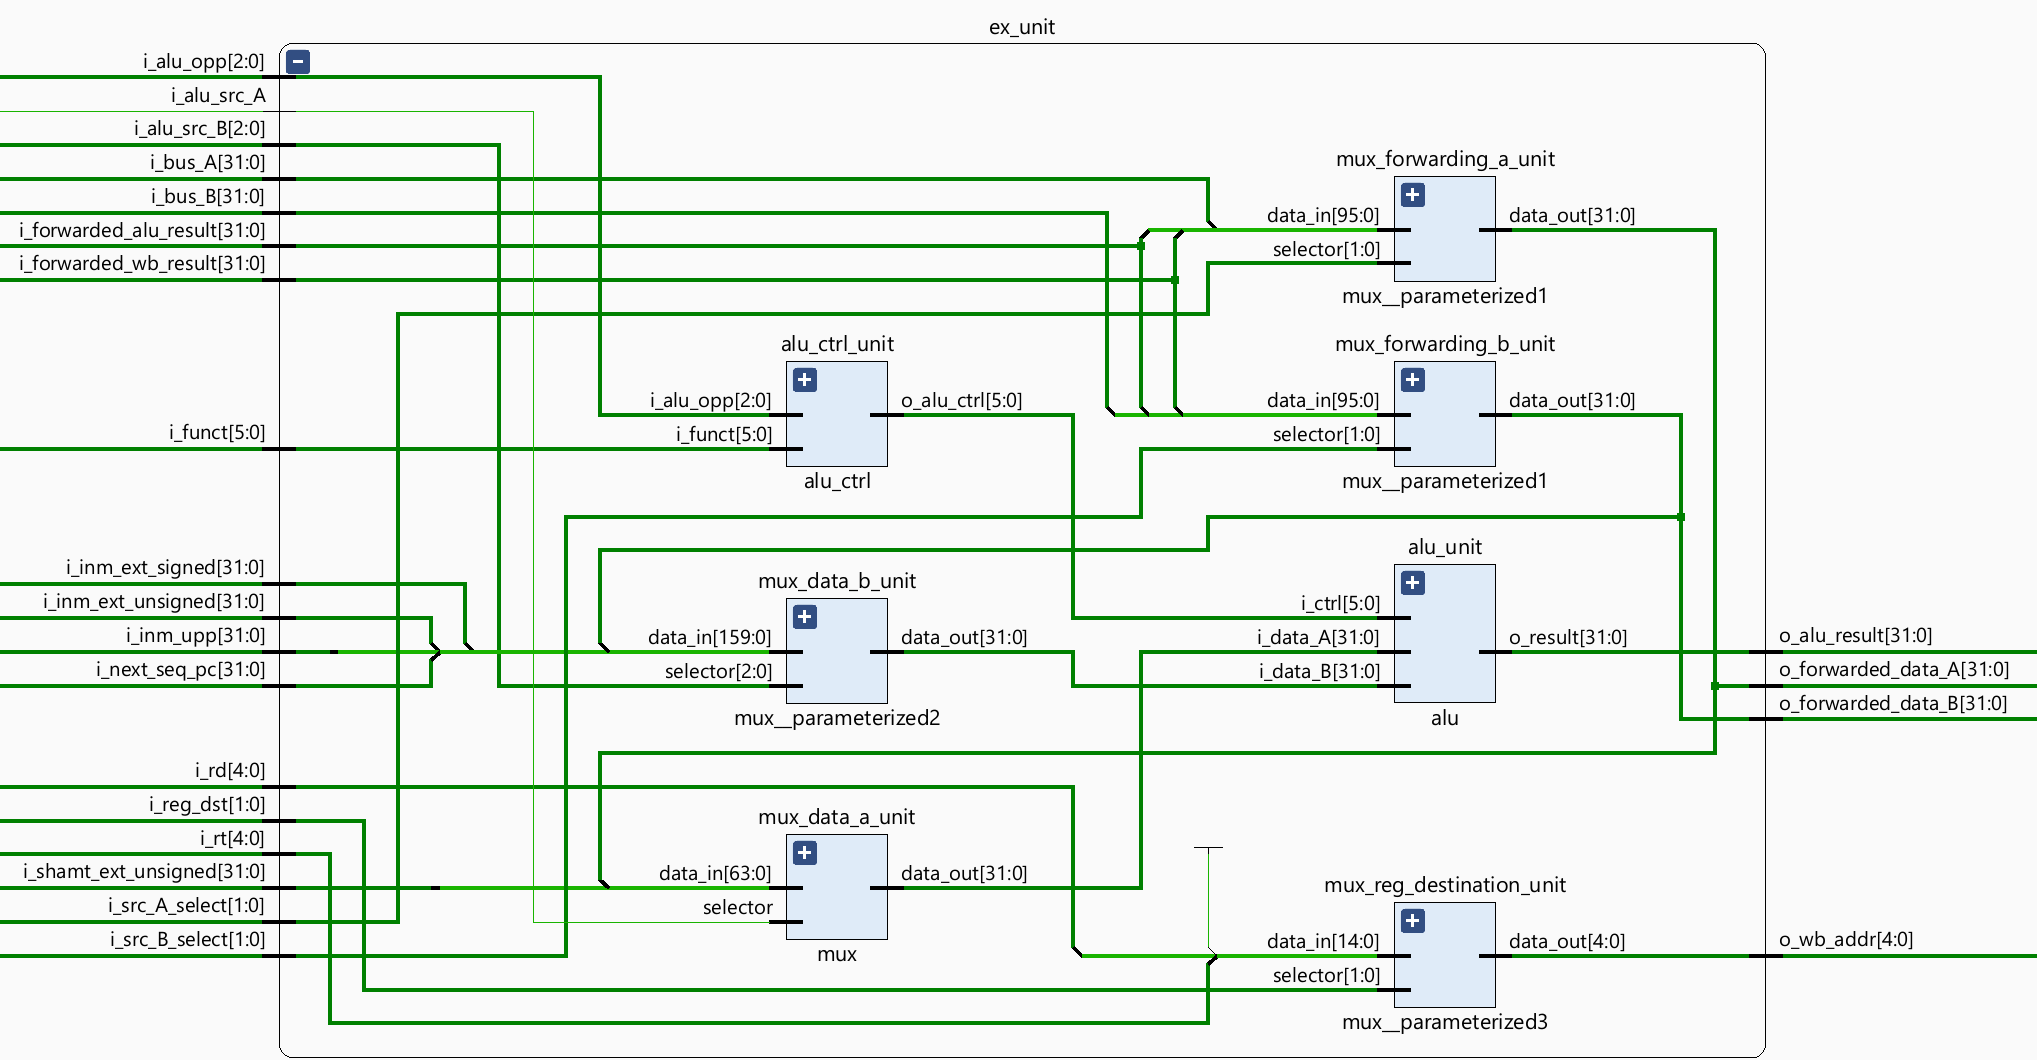 ex_unit
i_alu_opp[2:0]
i_alu_src_A
i_alu_src_B[2:0]
i_bus_A[31:0]
i_bus_B[31:0]
i_forwarded_alu_result[31:0]
i_forwarded_wb_result[31:0]
i_funct[5:0]
i_inm_ext_signed[31:0]
i_inm_ext_unsigned[31:0]
i_inm_upp[31:0]
i_next_seq_pc[31:0]
i_rd[4:0]
i_reg_dst[1:0]
i_rt[4:0]
i_shamt_ext_unsigned[31:0]
i_src_A_select[1:0]
i_src_B_select[1:0]
alu_ctrl_unit
i_alu_opp[2:0]
o_alu_ctrl[5:0]
i_funct[5:0]
alu_ctrl
mux_data_b_unit
data_in[159:0]
data_out[31:0]
selector[2:0]
mux__parameterized2
mux_data_a_unit
data_in[63:0]
data_out[31:0]
selector
mux
mux_forwarding_a_unit
data_in[95:0]
data_out[31:0]
selector[1:0]
mux__parameterized1
mux_forwarding_b_unit
data_in[95:0]
data_out[31:0]
selector[1:0]
mux__parameterized1
alu_unit
i_ctrl[5:0]
i_data_A[31:0]
o_result[31:0]
i_data_B[31:0]
alu
mux_reg_destination_unit
data_in[14:0]
data_out[4:0]
selector[1:0]
mux__parameterized3
o_alu_result[31:0]
o_forwarded_data_A[31:0]
o_forwarded_data_B[31:0]
o_wb_addr[4:0]